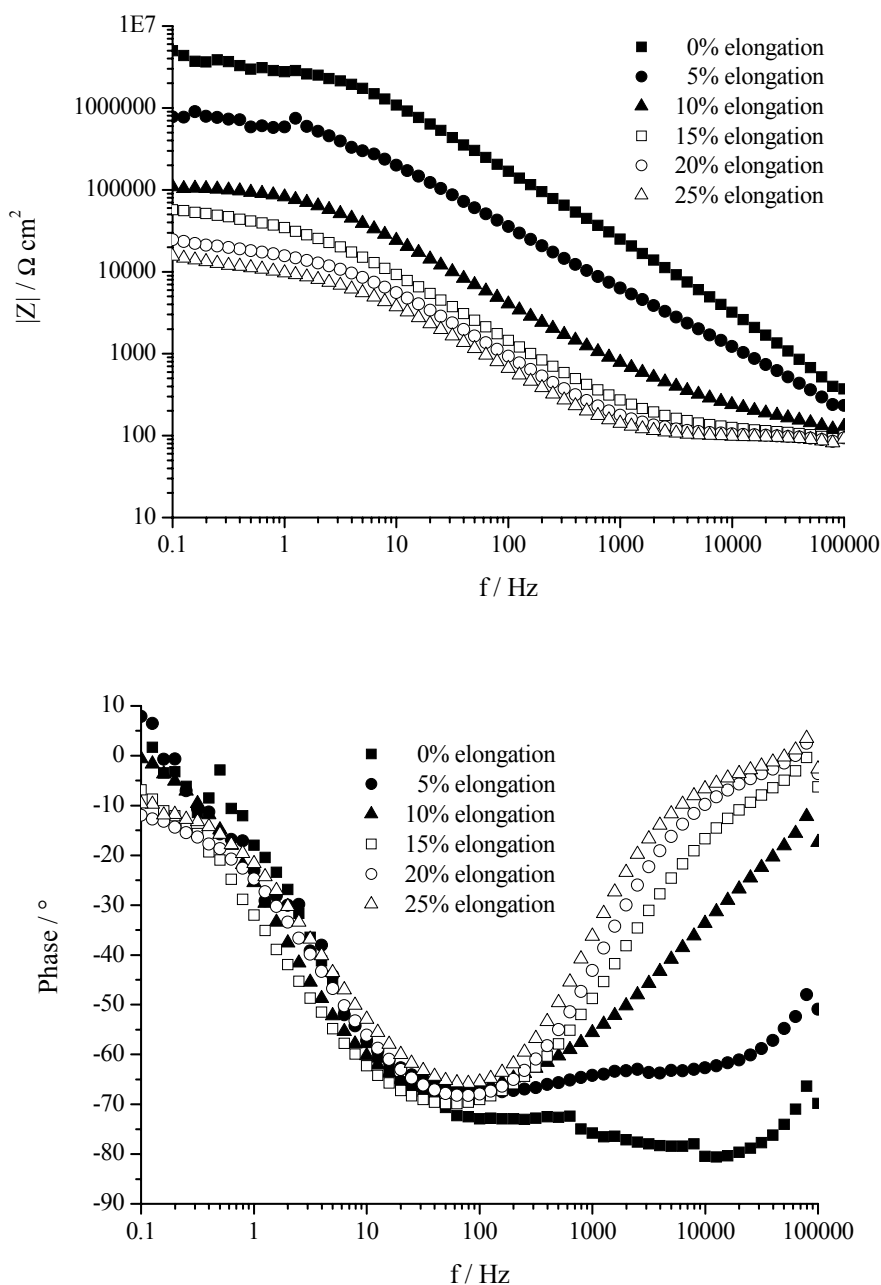 1E7
1000000
100000
10000
1000
100
10
|Z| / Ω cm²
0% elongation
5% elongation
10% elongation
15% elongation
20% elongation
25% elongation
0.1 1 10 100 1000 10000 100000
f / Hz
10
0
-10
-20
-30
-40
-50
-60
-70
-80
-90
Phase / °
0% elongation
5% elongation
10% elongation
15% elongation
20% elongation
25% elongation
0.1 1 10 100 1000 10000 100000
f / Hz